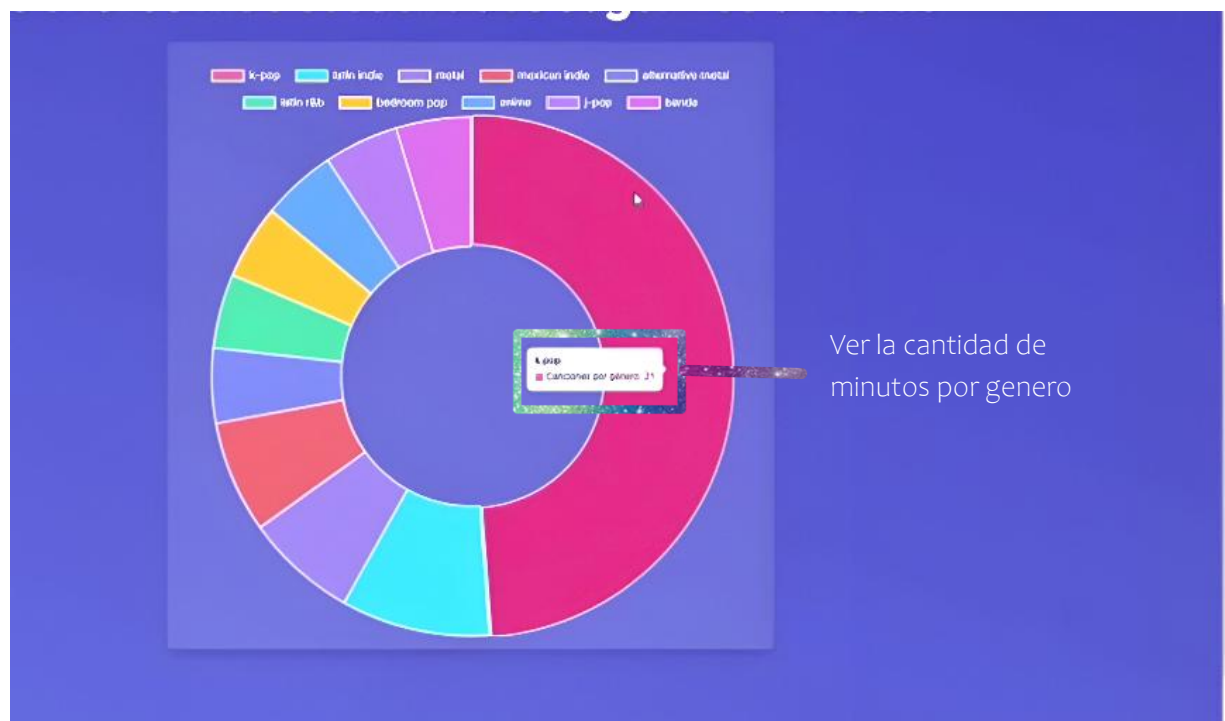 k-pop latin indie metal mexican indie alternative metal
latin r&b bedroom pop anime j-pop banda
k-pop
Canciones por género: 21
Ver la cantidad de
minutos por genero